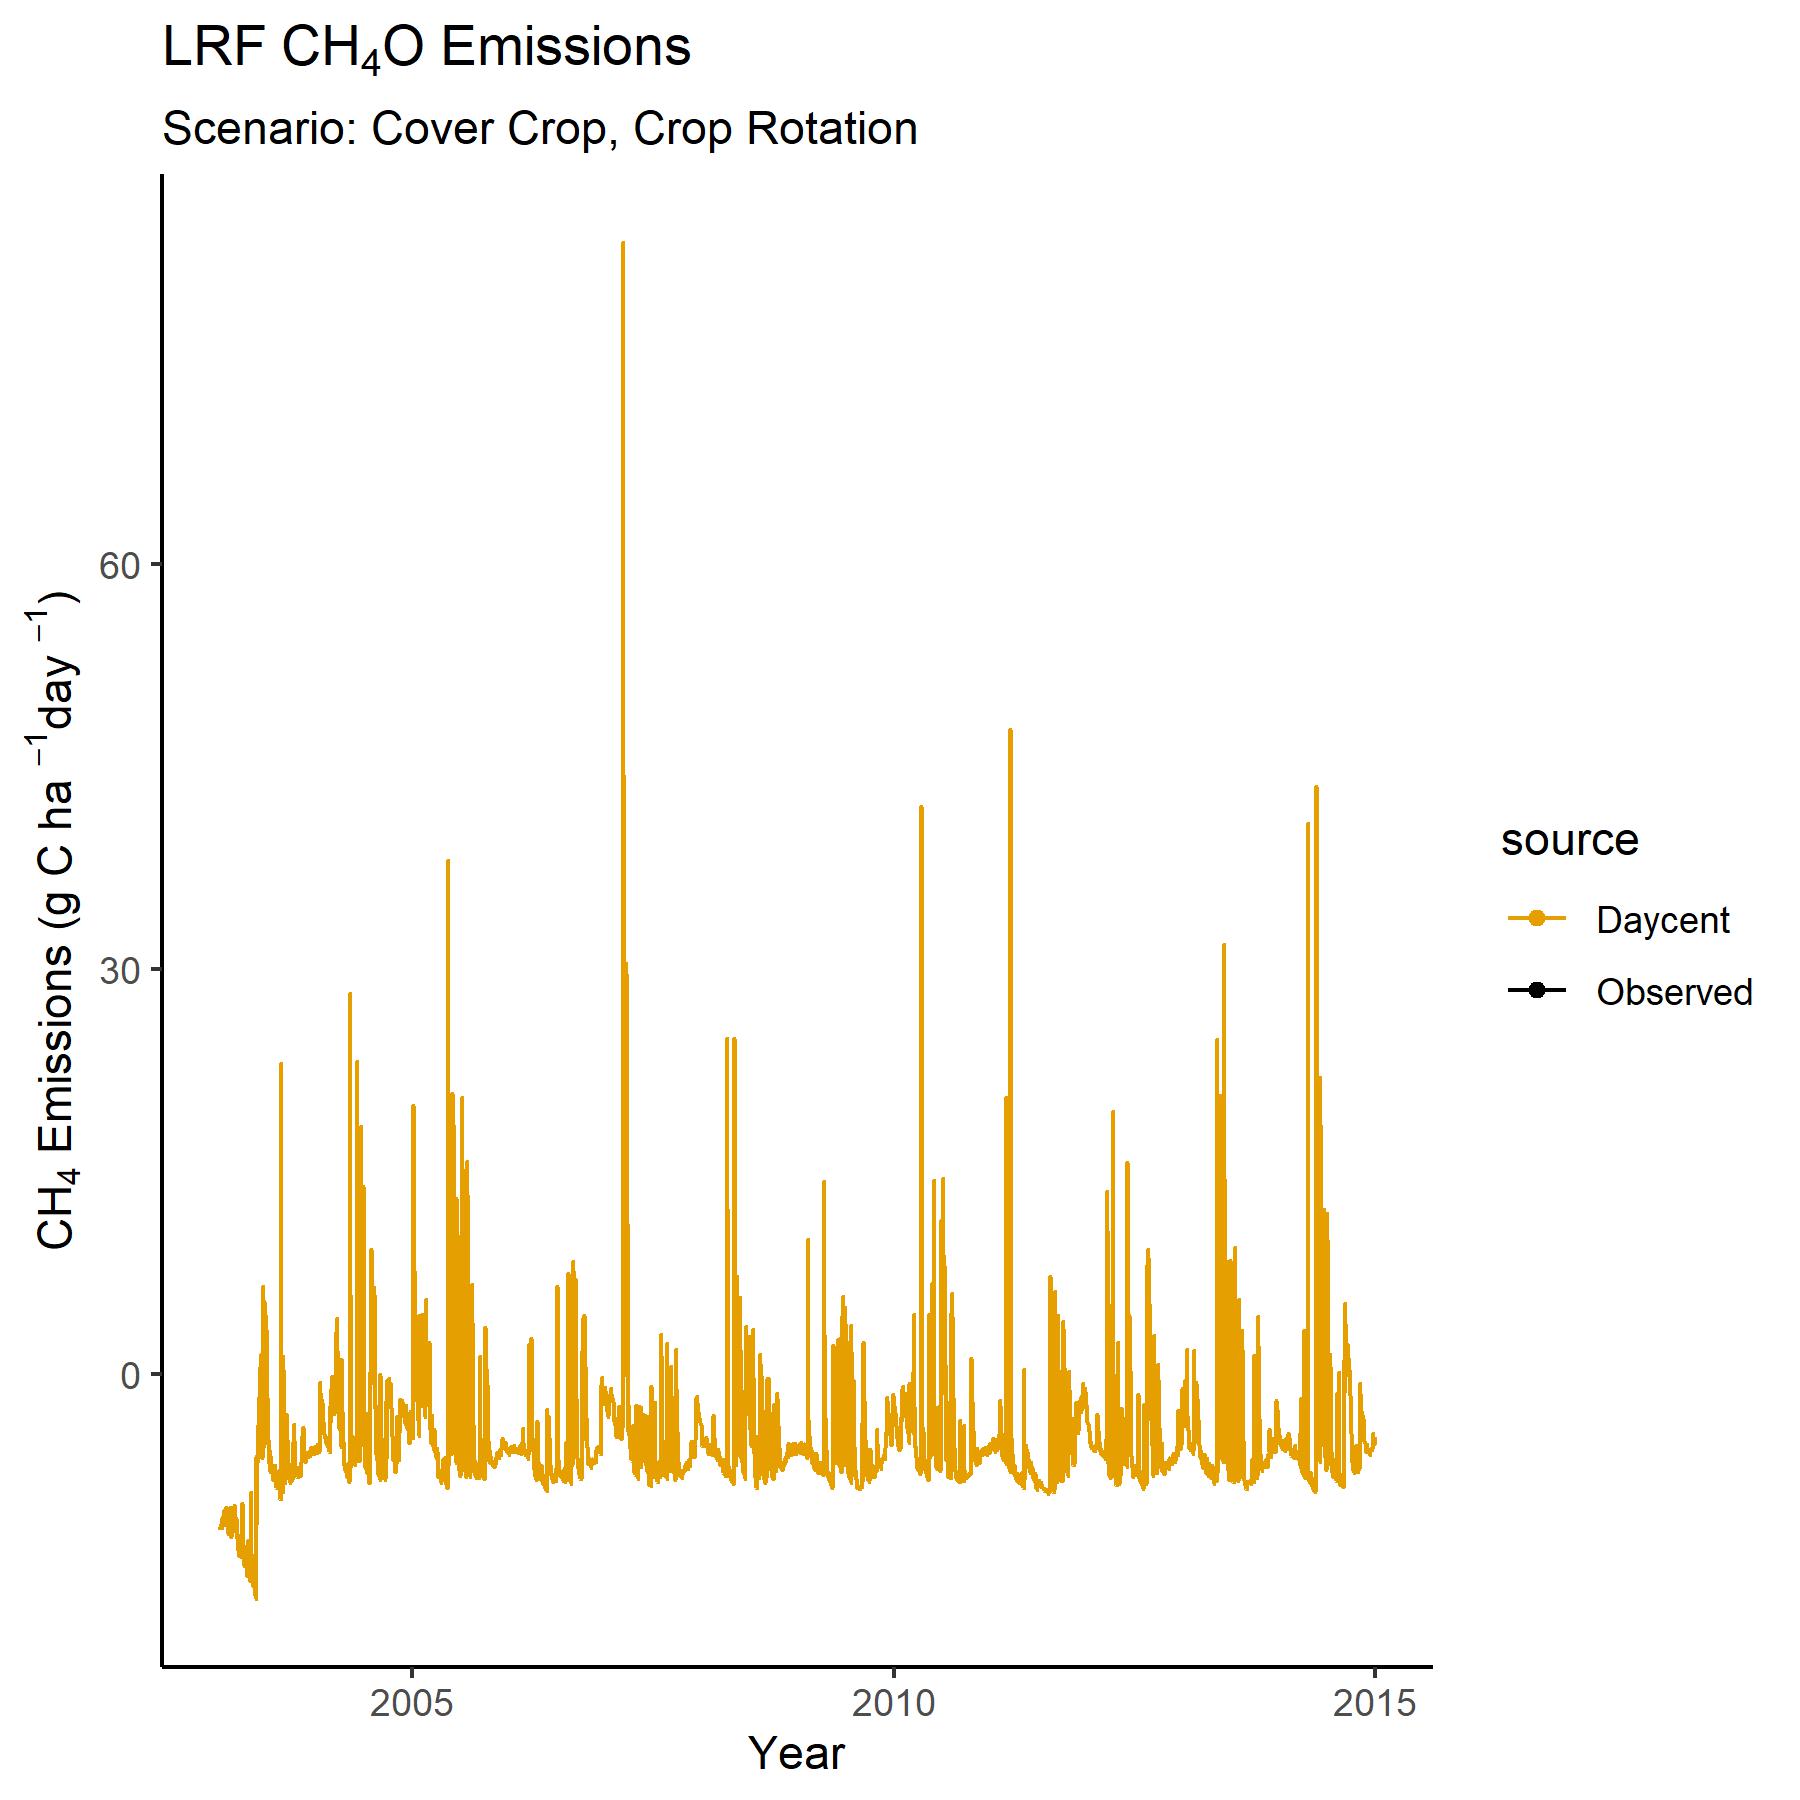 LRF CH₄O Emissions
Scenario: Cover Crop, Crop Rotation
CH₄ Emissions (g C ha ⁻¹day ⁻¹)
60
30
0
2005
2010
2015
Year
source
Daycent
Observed